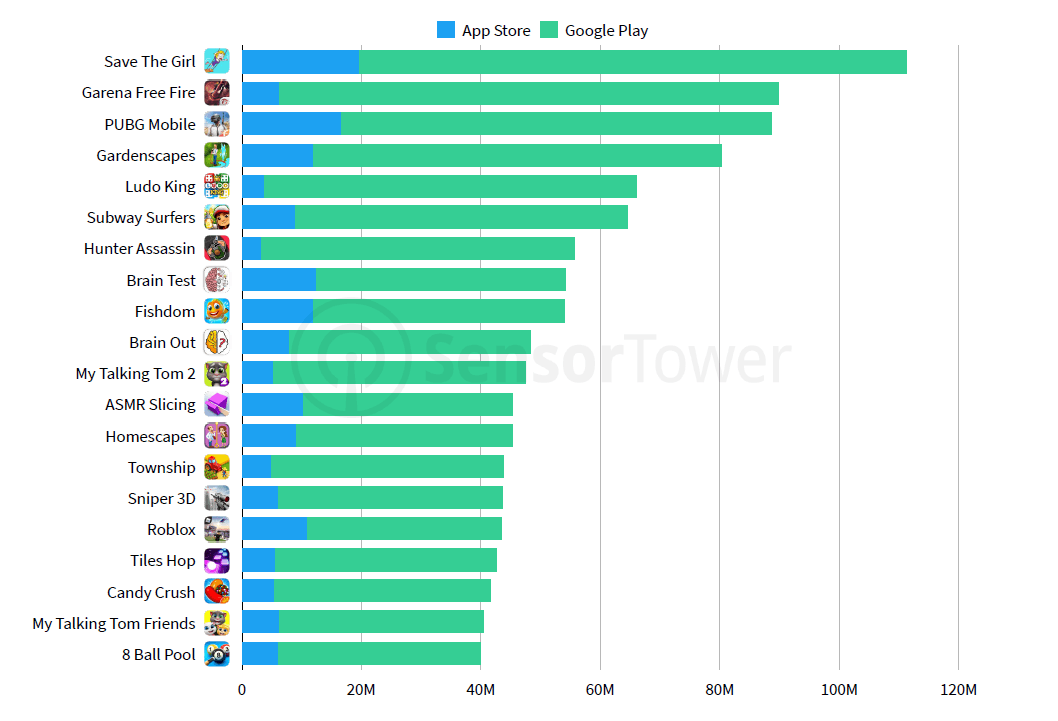 App Store Google Play
Save The Girl
Garena Free Fire
PUBG Mobile
Gardenscapes
Ludo King
Subway Surfers
Hunter Assassin
Brain Test
Fishdom
Brain Out
SensorTower
My Talking Tom 2
ASMR Slicing
Homescapes
Township
Sniper 3D
Roblox
Tiles Hop
Candy Crush
My Talking Tom Friends
8 Ball Pool
0 20M 40M 60M 80M 100M 120M